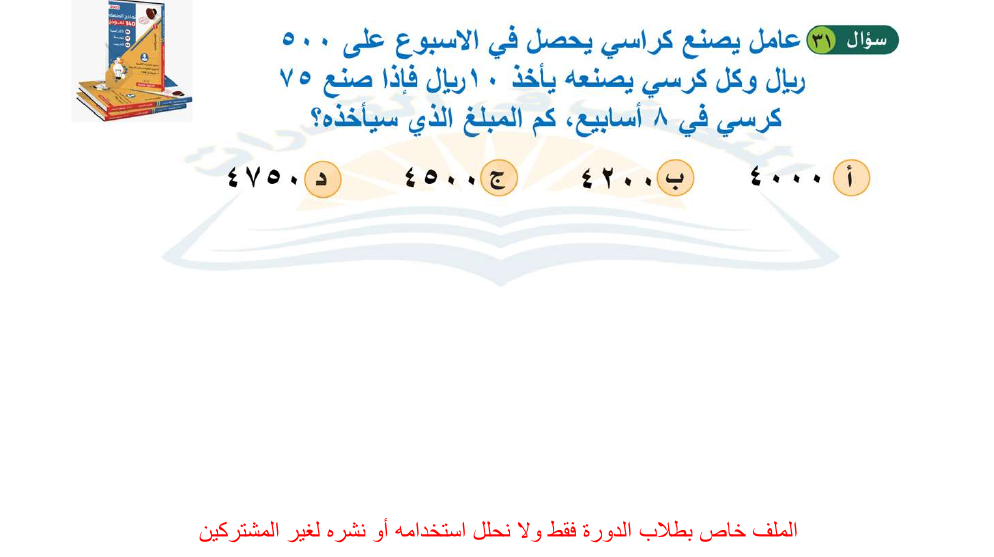 سؤال ٣١ عامل يصنع كراسي يحصل في الاسبوع على ٥٠٠
ريال وكل كرسي يصنعه يأخذ ١٠ريال فإذا صنع ٧٥
كرسي في ٨ أسابيع، كم المبلغ الذي سيأخذه؟
أ ٤٠٠٠ ب ٤٢٠٠ ج ٤٥٠٠ د ٤٧٥٠
الملف خاص بطلاب الدورة فقط ولا نحلل استخدامه أو نشره لغير المشتركين